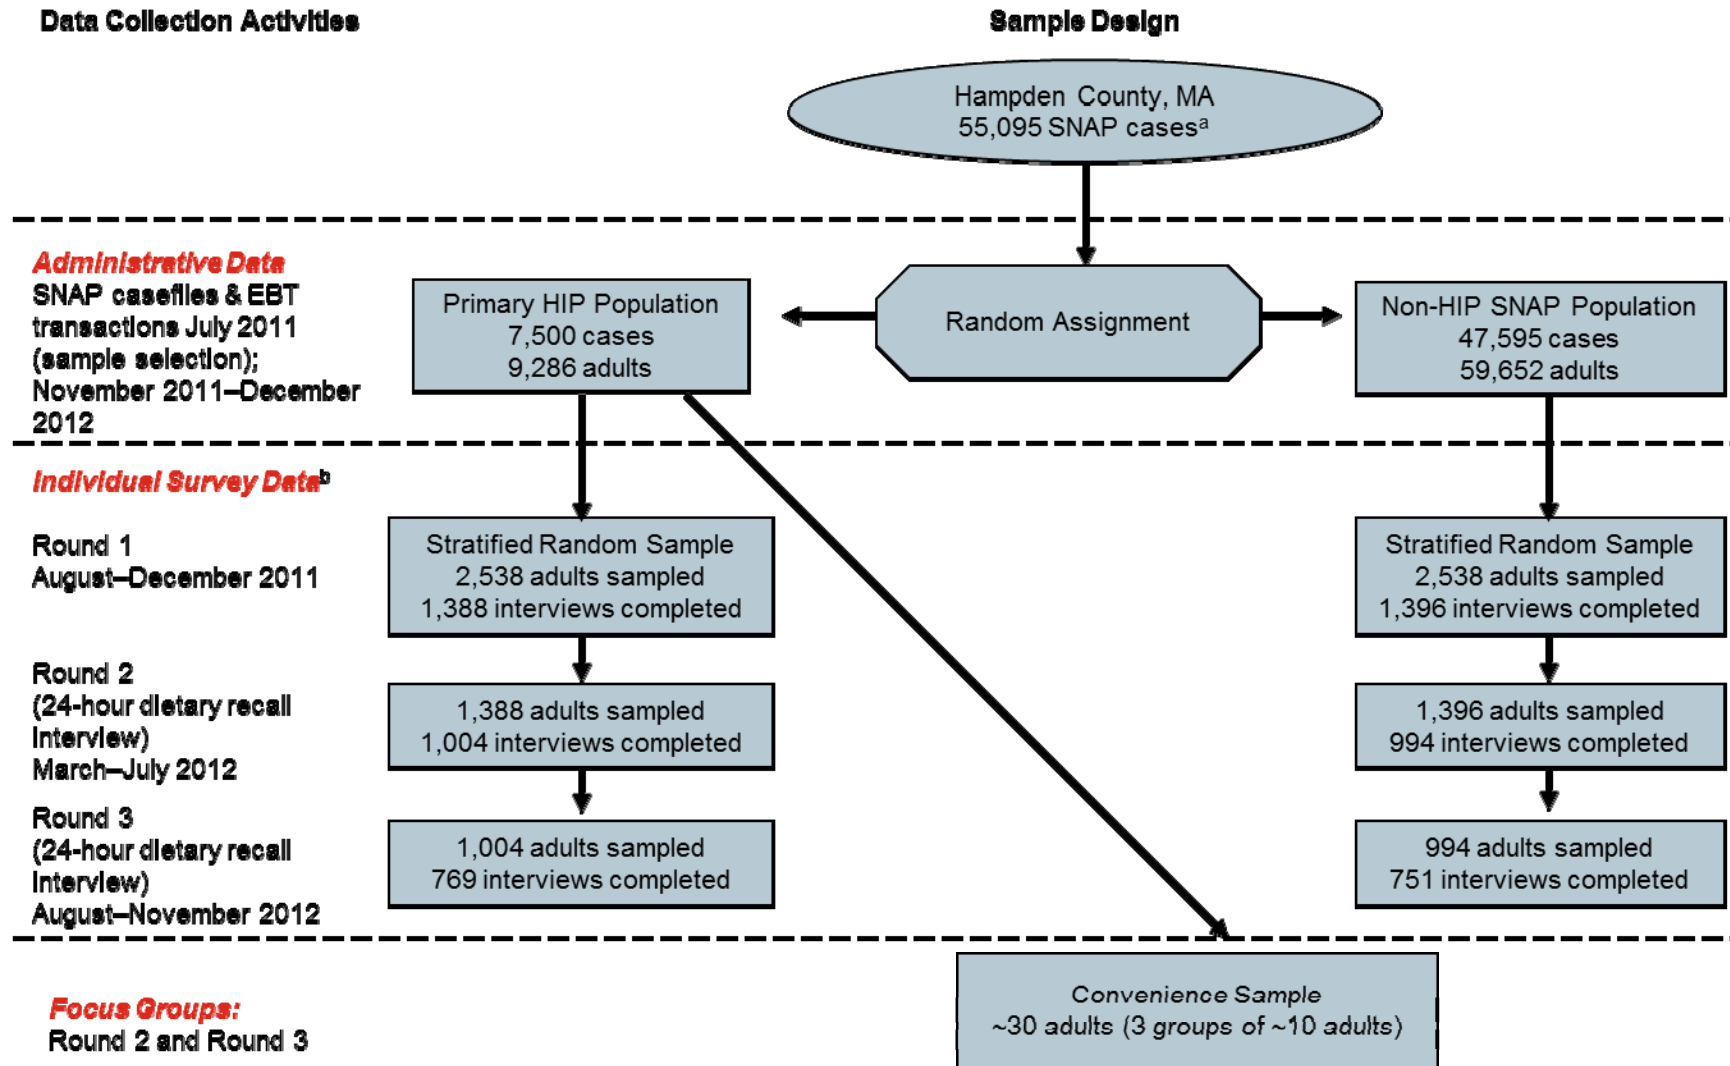 Data Collection Activities
Sample Design
Hampden County, MA
55,095 SNAP casesᵃ
Administrative Data
SNAP casefiles & EBT
transactions July 2011
(sample selection);
November 2011–December
2012
Primary HIP Population
7,500 cases
9,286 adults
Random Assignment
Non-HIP SNAP Population
47,595 cases
59,652 adults
Individual Survey Dataᵇ
Round 1
August–December 2011
Stratified Random Sample
2,538 adults sampled
1,388 interviews completed
Stratified Random Sample
2,538 adults sampled
1,396 interviews completed
Round 2
(24-hour dietary recall
interview)
March–July 2012
1,388 adults sampled
1,004 interviews completed
1,396 adults sampled
994 interviews completed
Round 3
(24-hour dietary recall
interview)
August–November 2012
1,004 adults sampled
769 interviews completed
994 adults sampled
751 interviews completed
Focus Groups:
Round 2 and Round 3
Convenience Sample
~30 adults (3 groups of ~10 adults)